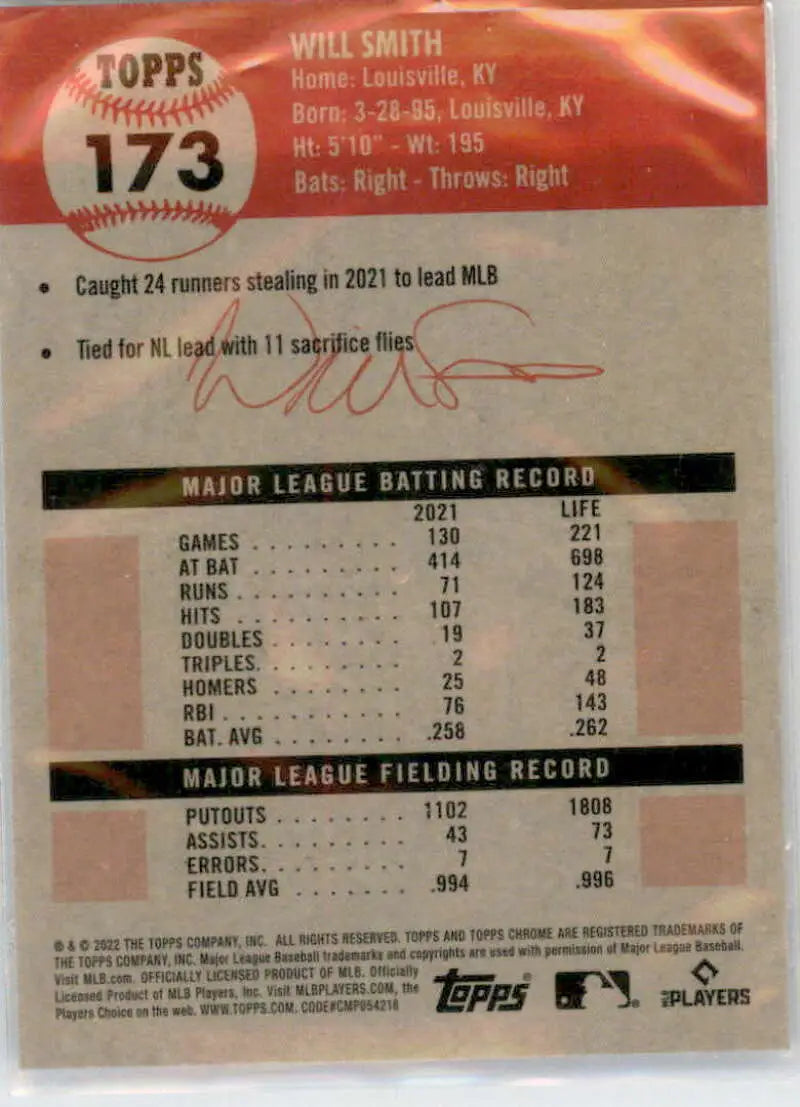 TOPPS
173
WILL SMITH
Home: Louisville, KY
Born: 3-28-95, Louisville, KY
Ht: 5'10" - Wt: 195
Bats: Right - Throws: Right
• Caught 24 runners stealing in 2021 to lead MLB
• Tied for NL lead with 11 sacrifice flies
MAJOR LEAGUE BATTING RECORD
2021 LIFE
GAMES . . . . . . . . . 130 221
AT BAT . . . . . . . . . 414 698
RUNS . . . . . . . . . . 71 124
HITS . . . . . . . . . . 107 183
DOUBLES . . . . . . . . 19 37
TRIPLES. . . . . . . . . 2 2
HOMERS . . . . . . . . 25 48
RBI . . . . . . . . . . . 76 143
BAT. AVG . . . . . . . . .258 .262
MAJOR LEAGUE FIELDING RECORD
PUTOUTS . . . . . . . . 1102 1808
ASSISTS. . . . . . . . . 43 73
ERRORS. . . . . . . . . 7 7
FIELD AVG . . . . . . . .994 .996
® & © 2022 THE TOPPS COMPANY, INC. ALL RIGHTS RESERVED. TOPPS AND TOPPS CHROME ARE REGISTERED TRADEMARKS OF
THE TOPPS COMPANY, INC. Major League Baseball trademarks and copyrights are used with permission of Major League Baseball.
Visit MLB.com. OFFICIALLY LICENSED PRODUCT OF MLB. Officially
Licensed Product of MLB Players, Inc. Visit MLBPLAYERS.COM, the
Players Choice on the web. WWW.TOPPS.COM. CODE#CMP054218
Topps®
MLB PLAYERS